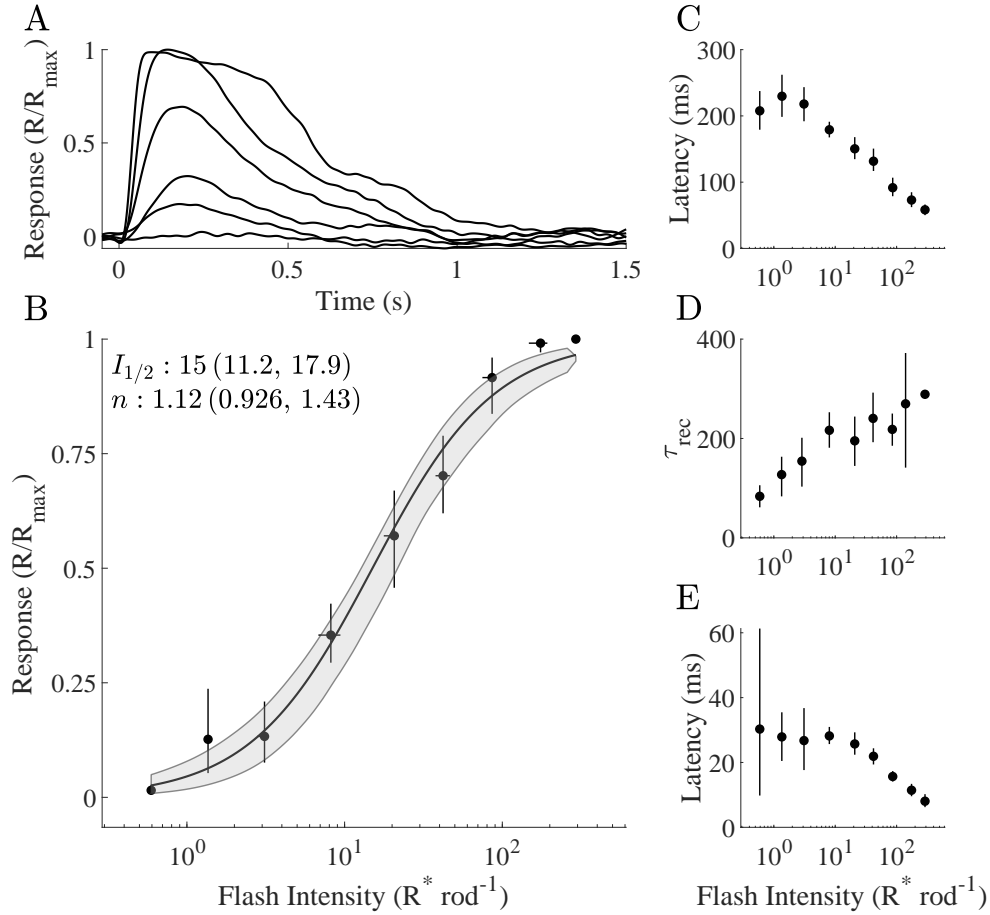 A
Response (R/R_max)
1
0.5
0
0
0.5
1
1.5
Time (s)
B
I_{1/2} : 15 (11.2, 17.9)
n : 1.12 (0.926, 1.43)
Response (R/R_max)
1
0.75
0.5
0.25
0
10^0
10^1
10^2
Flash Intensity (R^* rod^{-1})
C
Latency (ms)
300
200
100
0
10^0
10^1
10^2
D
τ_rec
400
200
0
10^0
10^1
10^2
E
Latency (ms)
60
40
20
0
10^0
10^1
10^2
Flash Intensity (R^* rod^{-1})